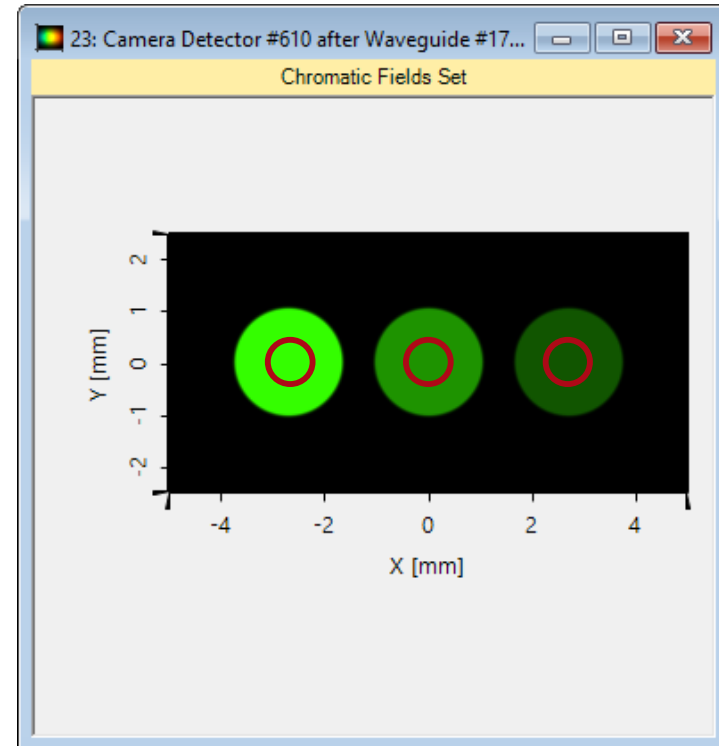 23: Camera Detector #610 after Waveguide #17...
Chromatic Fields Set
2
1
0
-1
-2
Y [mm]
-4 -2 0 2 4
X [mm]